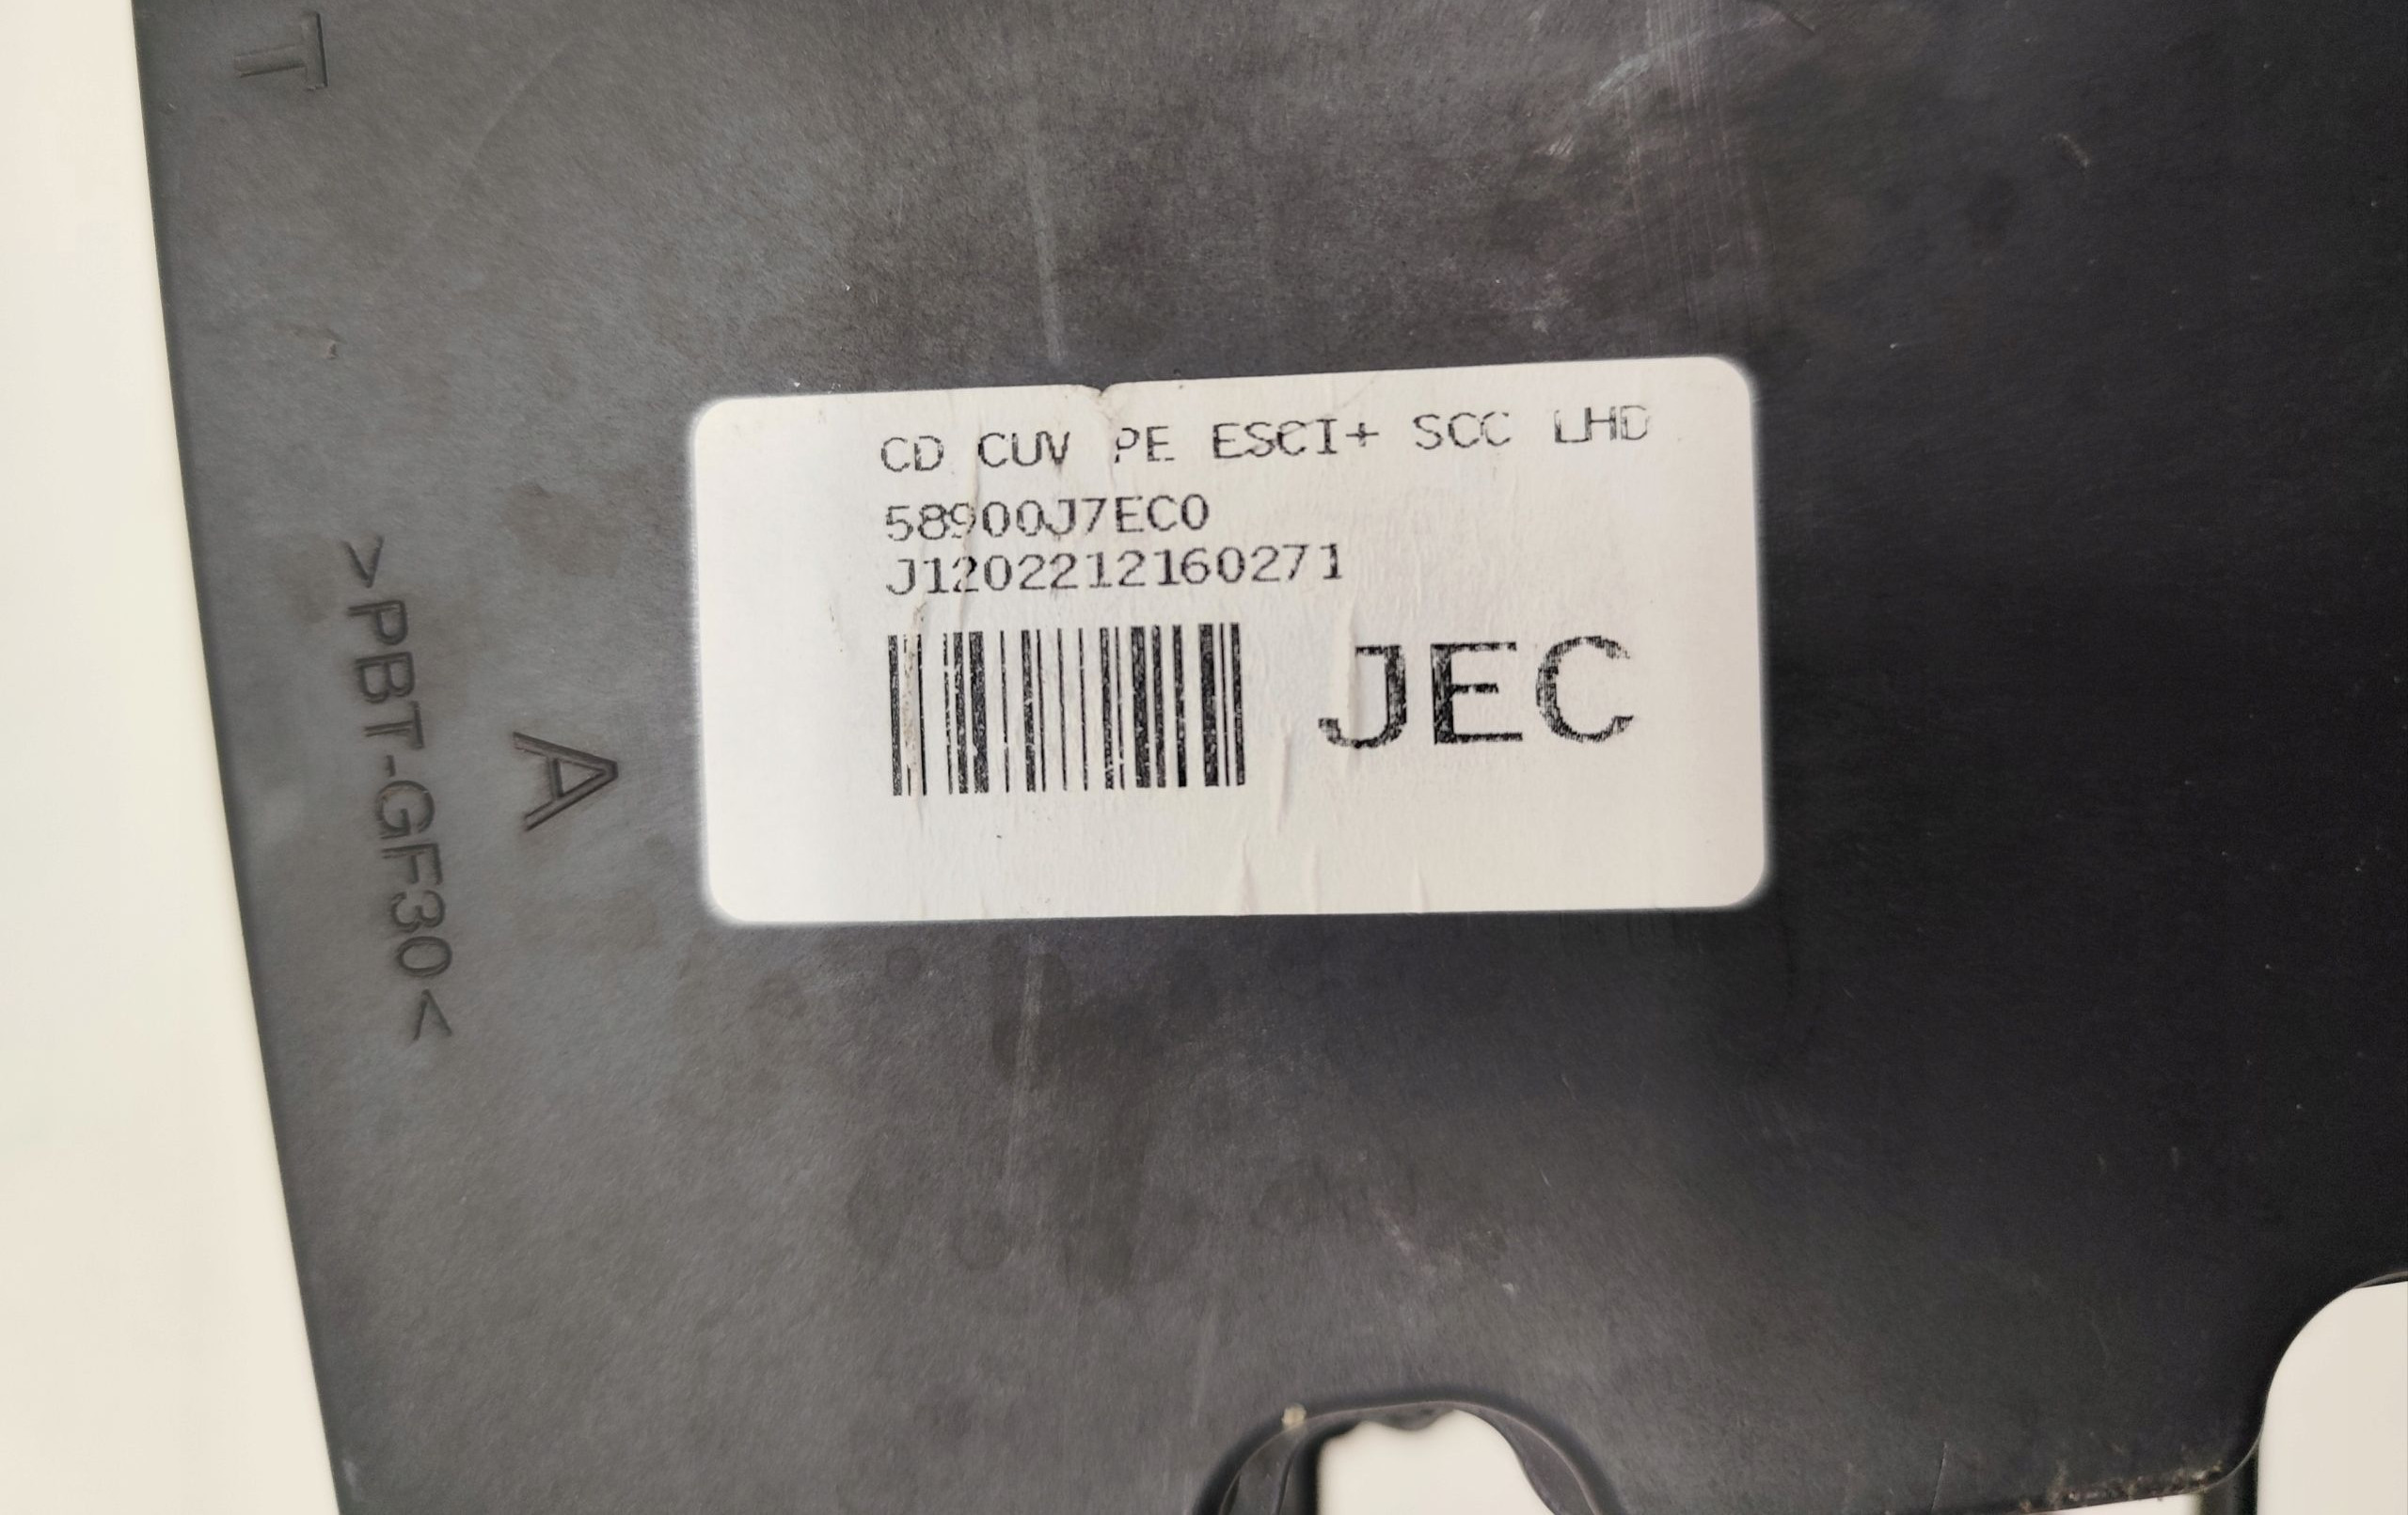 T
CD CUV PE ESCI+ SCC LHD
58900J7EC0
J1202212160271
JEC
A
>PBT-GF30<